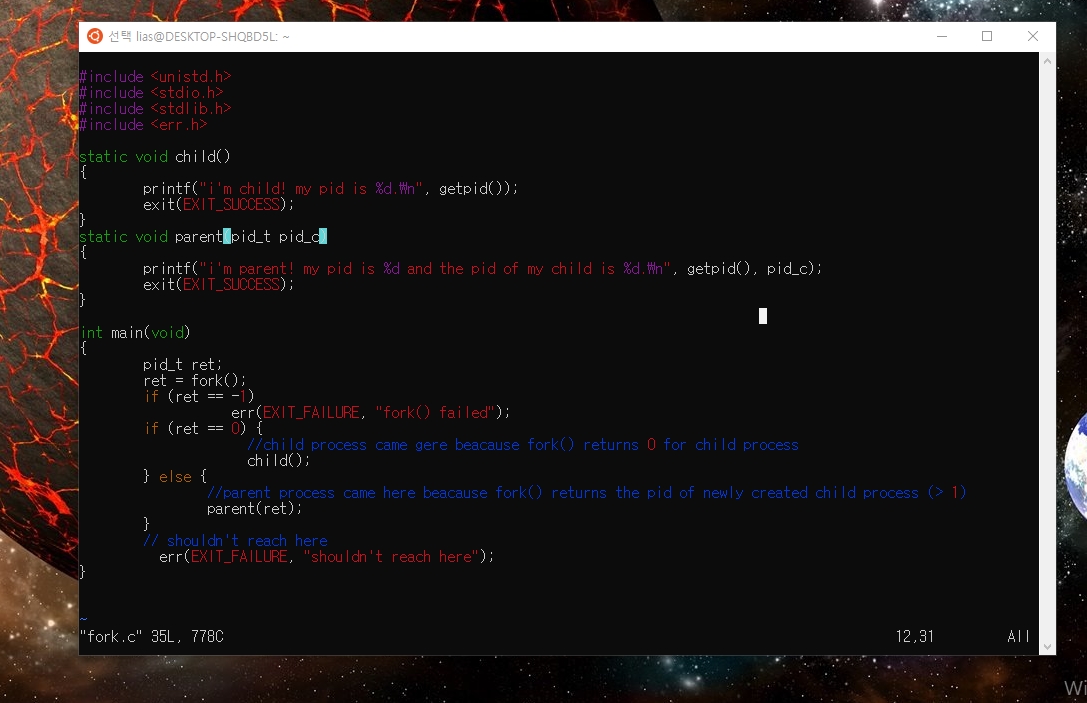 선택 lias@DESKTOP-SHQBD5L: ~
#include <unistd.h>
#include <stdio.h>
#include <stdlib.h>
#include <err.h>
static void child()
{
printf("i'm child! my pid is %d.₩n", getpid());
exit(EXIT_SUCCESS);
}
static void parent(pid_t pid_c)
{
printf("i'm parent! my pid is %d and the pid of my child is %d.₩n", getpid(), pid_c);
exit(EXIT_SUCCESS);
}
int main(void)
{
pid_t ret;
ret = fork();
if (ret == -1)
err(EXIT_FAILURE, "fork() failed");
if (ret == 0) {
//child process came gere beacause fork() returns 0 for child process
child();
} else {
//parent process came here beacause fork() returns the pid of newly created child process (> 1)
parent(ret);
}
// shouldn't reach here
err(EXIT_FAILURE, "shouldn't reach here");
}
~
"fork.c" 35L, 778C 12,31 All
Wi